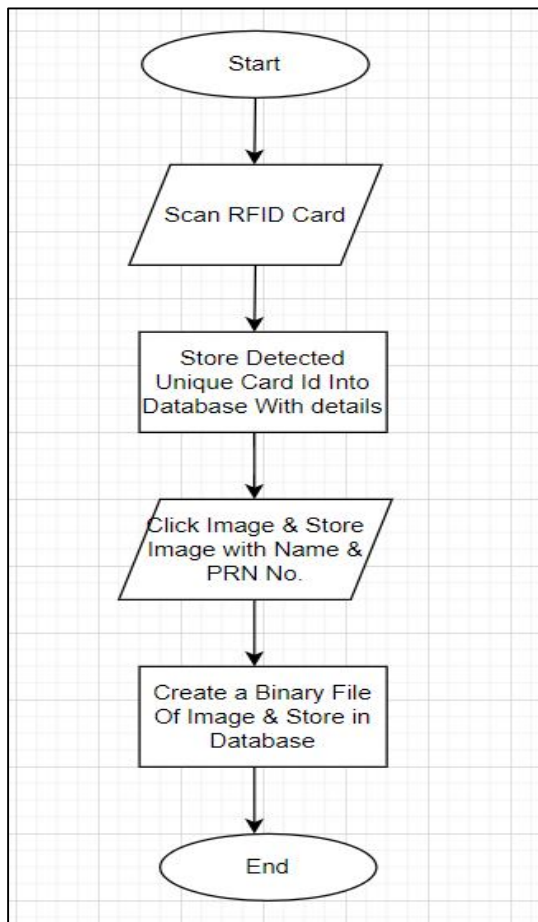 Start
Scan RFID Card
Store Detected
Unique Card Id Into
Database With details
Click Image & Store
Image with Name &
PRN No.
Create a Binary File
Of Image & Store in
Database
End